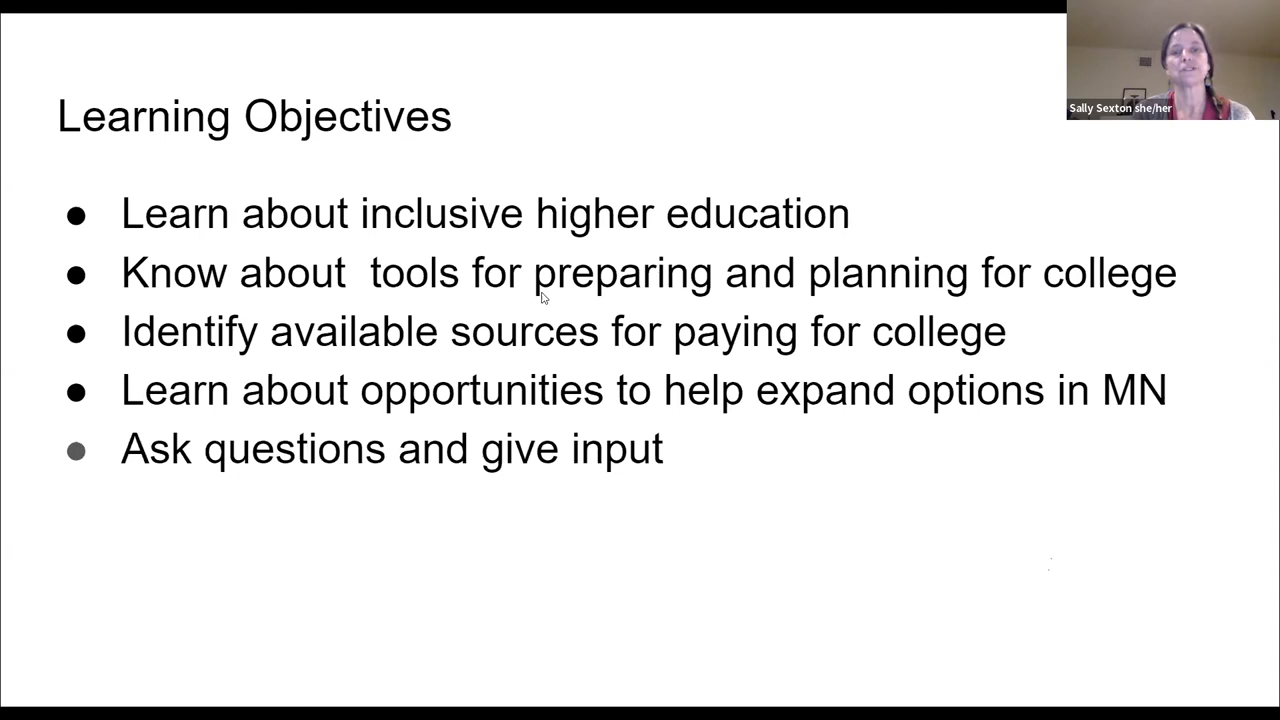 Sally Sexton she/her
Learning Objectives
● Learn about inclusive higher education
● Know about  tools for preparing and planning for college
● Identify available sources for paying for college
● Learn about opportunities to help expand options in MN
● Ask questions and give input